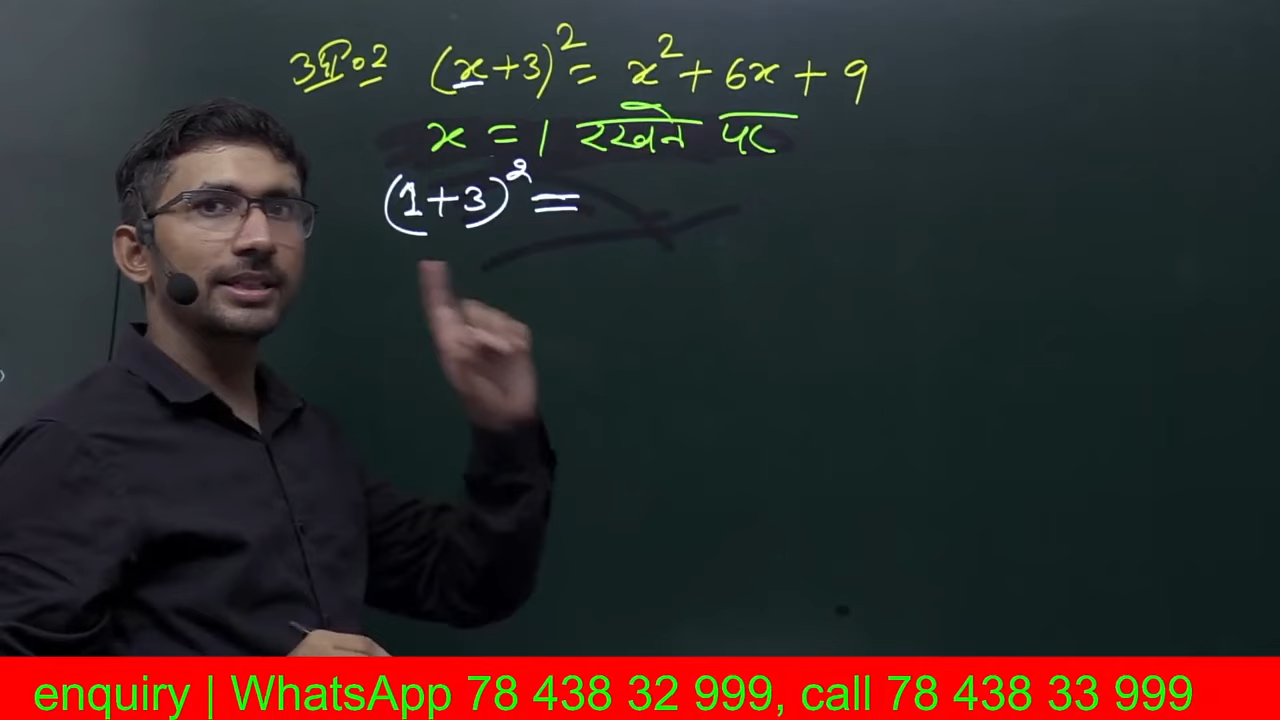 उदा०2 (x+3)² = x² + 6x + 9
x = 1 रखने पर
(1+3)² =
enquiry | WhatsApp 78 438 32 999, call 78 438 33 999